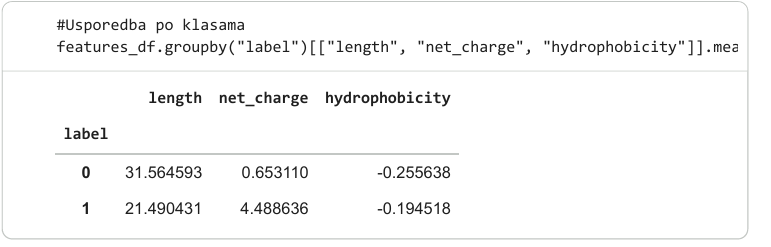 #Usporedba po klasama
features_df.groupby("label")[["length", "net_charge", "hydrophobicity"]].mea
length net_charge hydrophobicity
label
0 31.564593 0.653110 -0.255638
1 21.490431 4.488636 -0.194518